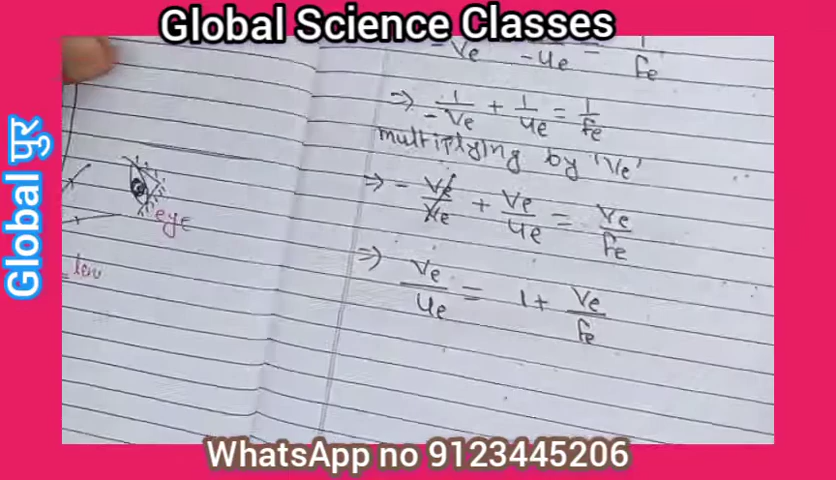 Global Science Classes
Global पुर
- Ve - ue = 1/Fe
⇒ 1/-Ve + 1/ue = 1/Fe
multiplying by 'Ve'
⇒ - Ve/Ve + Ve/ue = Ve/Fe
⇒ Ve/ue = 1 + Ve/Fe
eye
WhatsApp no 9123445206